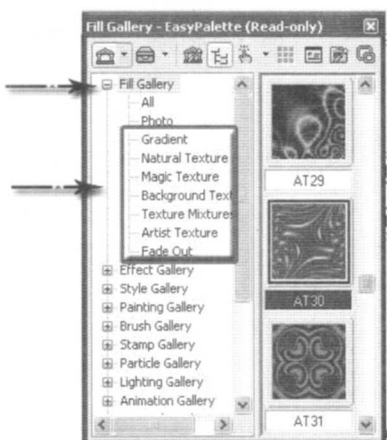 Fill Gallery - EasyPalette (Read-only)
Fill Gallery
All
Photo
Gradient
Natural Texture
Magic Texture
Background Text
Texture Mixtures
Artist Texture
Fade Out
Effect Gallery
Style Gallery
Painting Gallery
Brush Gallery
Stamp Gallery
Particle Gallery
Lighting Gallery
Animation Gallery
AT29
AT30
AT31